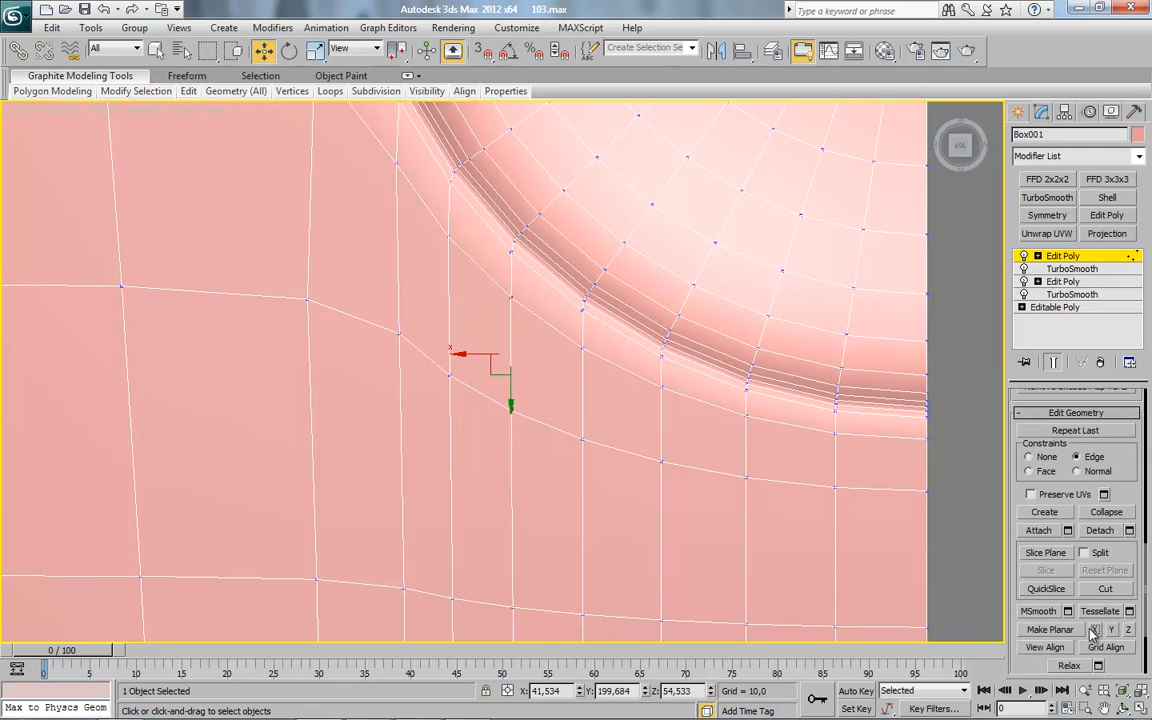 Autodesk 3ds Max 2012 x64 103.max
Type a keyword or phrase
Edit Tools Group Views Create Modifiers Animation Graph Editors Rendering Customize MAXScript Help
All View Create Selection Se
Graphite Modeling Tools Freeform Selection Object Paint
Polygon Modeling Modify Selection Edit Geometry (All) Vertices Loops Subdivision Visibility Align Properties
x
Box001
Modifier List
FFD 2x2x2 FFD 3x3x3
TurboSmooth Shell
Symmetry Edit Poly
Unwrap UVW Projection
Edit Poly
TurboSmooth
Edit Poly
TurboSmooth
Editable Poly
- Edit Geometry
Repeat Last
Constraints
None Edge
Face Normal
Preserve UVs
Create Collapse
Attach Detach
Slice Plane Split
Slice Reset Plane
QuickSlice Cut
MSmooth Tessellate
Make Planar X Y Z
View Align Grid Align
Relax
0 / 100
0 5 10 15 20 25 30 35 40 45 50 55 60 65 70 75 80 85 90 95 100
1 Object Selected X: 41,534 Y: 199,684 Z: 54,533 Grid = 10,0 Auto Key Selected
Max to Physcs Geom Click or click-and-drag to select objects Add Time Tag Set Key Key Filters... 0